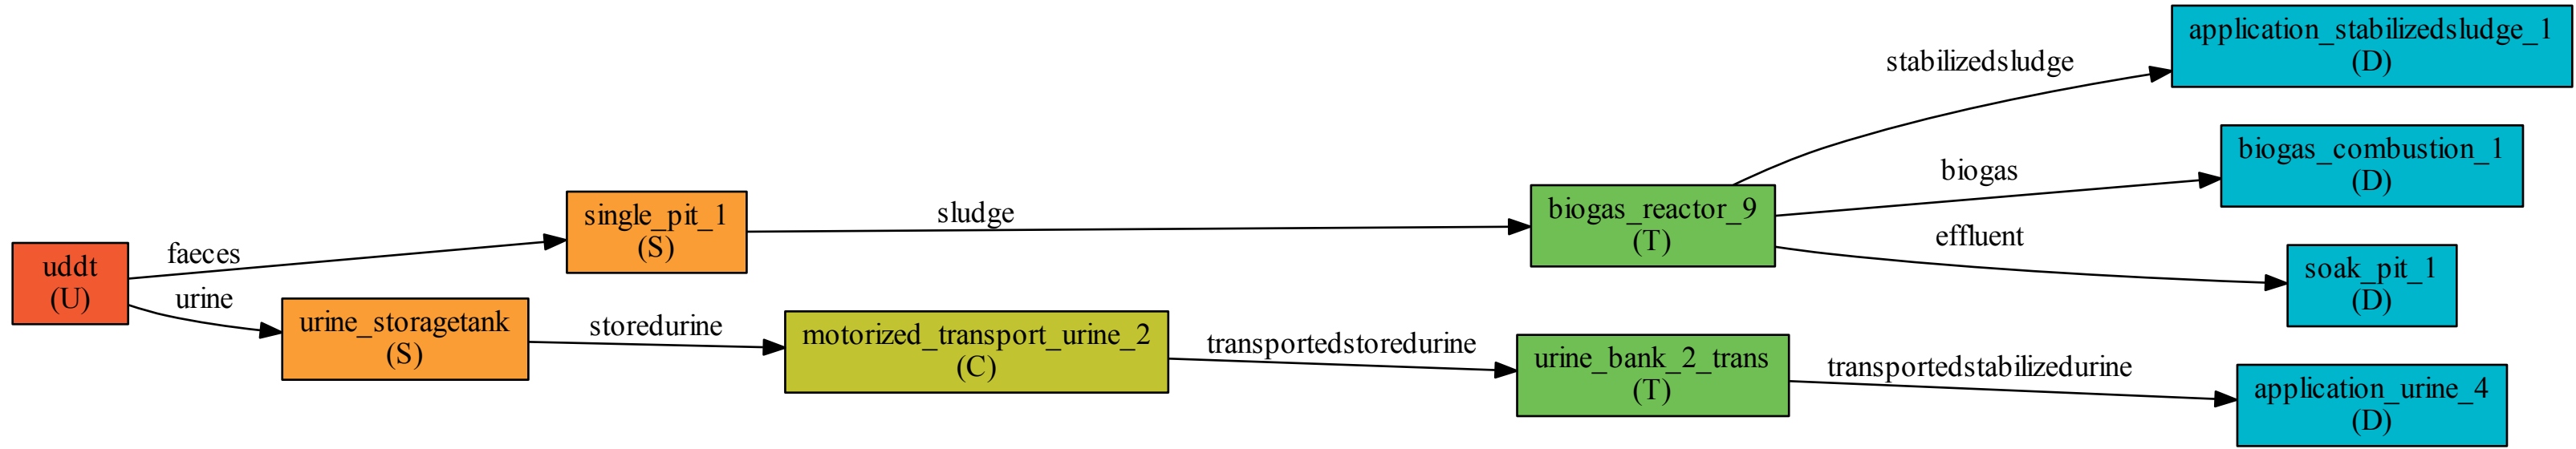 application_stabilizedsludge_1
(D)
stabilizedsludge
biogas_combustion_1
(D)
biogas
single_pit_1
(S)
sludge
biogas_reactor_9
(T)
effluent
uddt
(U)
faeces
urine
soak_pit_1
(D)
urine_storagetank
(S)
storedurine
motorized_transport_urine_2
(C)
transportedstoredurine
urine_bank_2_trans
(T)
transportedstabilizedurine
application_urine_4
(D)